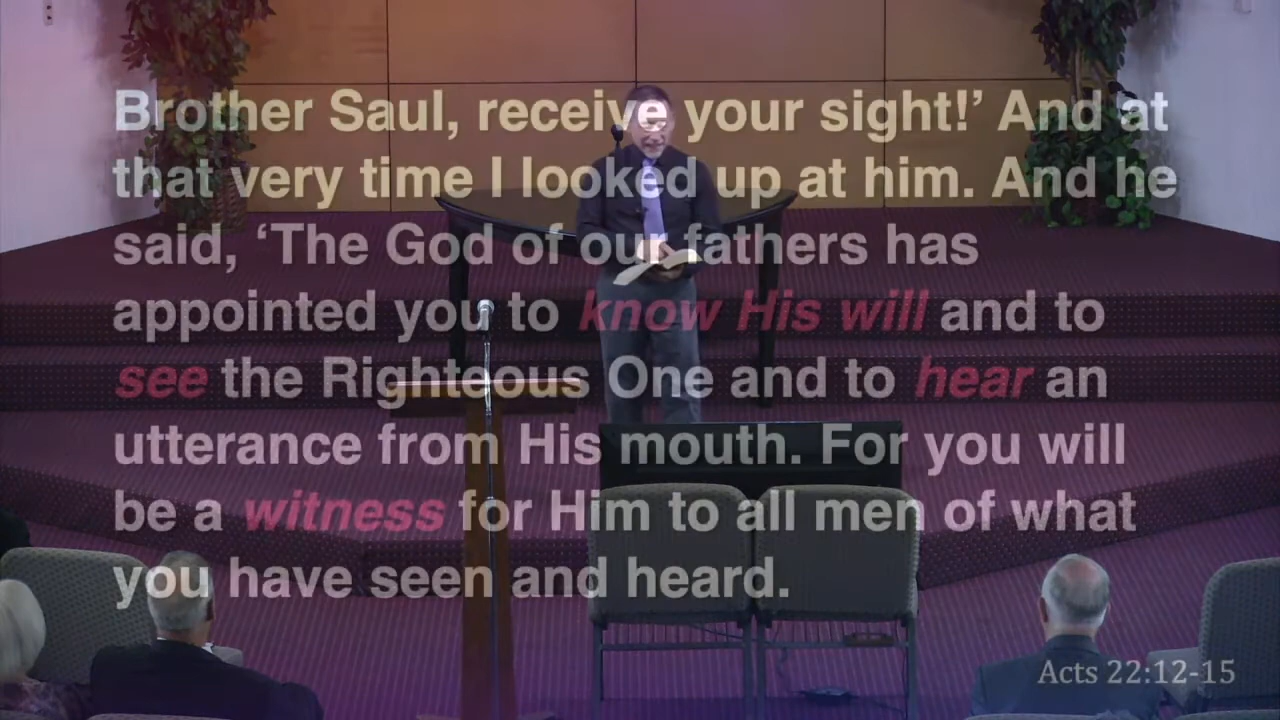 Brother Saul, receive your sight!’ And at
that very time I looked up at him. And he
said, ‘The God of our fathers has
appointed you to know His will and to
see the Righteous One and to hear an
utterance from His mouth. For you will
be a witness for Him to all men of what
you have seen and heard.
Acts 22:12-15